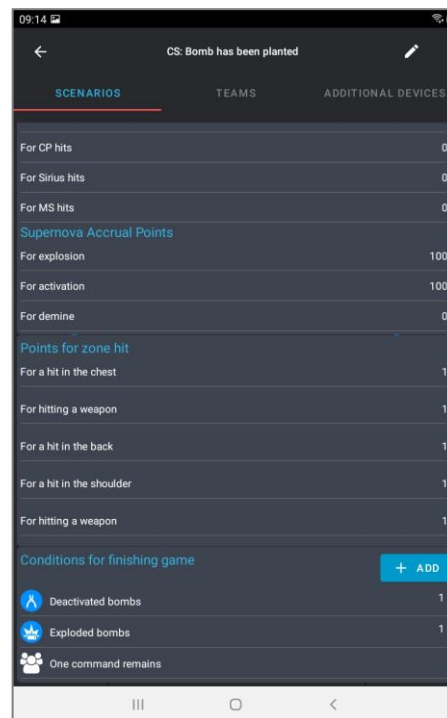 09:14
CS: Bomb has been planted
SCENARIOS TEAMS ADDITIONAL DEVICES
For CP hits 0
For Sirius hits 0
For MS hits 0
Supernova Accrual Points
For explosion 100
For activation 100
For demine 0
Points for zone hit
For a hit in the chest 1
For hitting a weapon 1
For a hit in the back 1
For a hit in the shoulder 1
For hitting a weapon 1
Conditions for finishing game + ADD
Deactivated bombs 1
Exploded bombs 1
One command remains